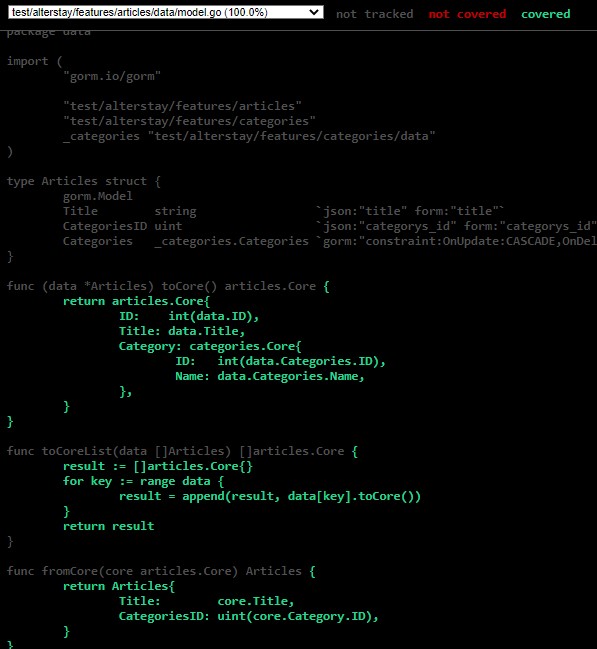 test/alterstay/features/articles/data/model.go (100.0%) not tracked not covered covered
package data
import (
"gorm.io/gorm"
"test/alterstay/features/articles"
"test/alterstay/features/categories"
_categories "test/alterstay/features/categories/data"
)
type Articles struct {
gorm.Model
Title string `json:"title" form:"title"`
CategoriesID uint `json:"categorys_id" form:"categorys_id"
Categories _categories.Categories `gorm:"constraint:OnUpdate:CASCADE,OnDel
}
func (data *Articles) toCore() articles.Core {
return articles.Core{
ID: int(data.ID),
Title: data.Title,
Category: categories.Core{
ID: int(data.Categories.ID),
Name: data.Categories.Name,
},
}
}
func toCoreList(data []Articles) []articles.Core {
result := []articles.Core{}
for key := range data {
result = append(result, data[key].toCore())
}
return result
}
func fromCore(core articles.Core) Articles {
return Articles{
Title: core.Title,
CategoriesID: uint(core.Category.ID),
}
}